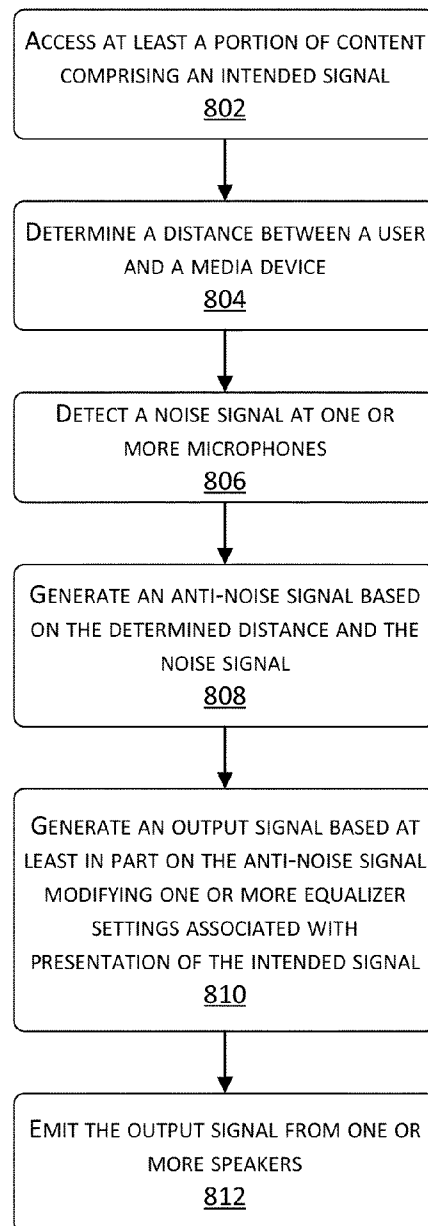 ACCESS AT LEAST A PORTION OF CONTENT
COMPRISING AN INTENDED SIGNAL
802
DETERMINE A DISTANCE BETWEEN A USER
AND A MEDIA DEVICE
804
DETECT A NOISE SIGNAL AT ONE OR
MORE MICROPHONES
806
GENERATE AN ANTI-NOISE SIGNAL BASED
ON THE DETERMINED DISTANCE AND THE
NOISE SIGNAL
808
GENERATE AN OUTPUT SIGNAL BASED AT
LEAST IN PART ON THE ANTI-NOISE SIGNAL
MODIFYING ONE OR MORE EQUALIZER
SETTINGS ASSOCIATED WITH
PRESENTATION OF THE INTENDED SIGNAL
810
EMIT THE OUTPUT SIGNAL FROM ONE OR
MORE SPEAKERS
812